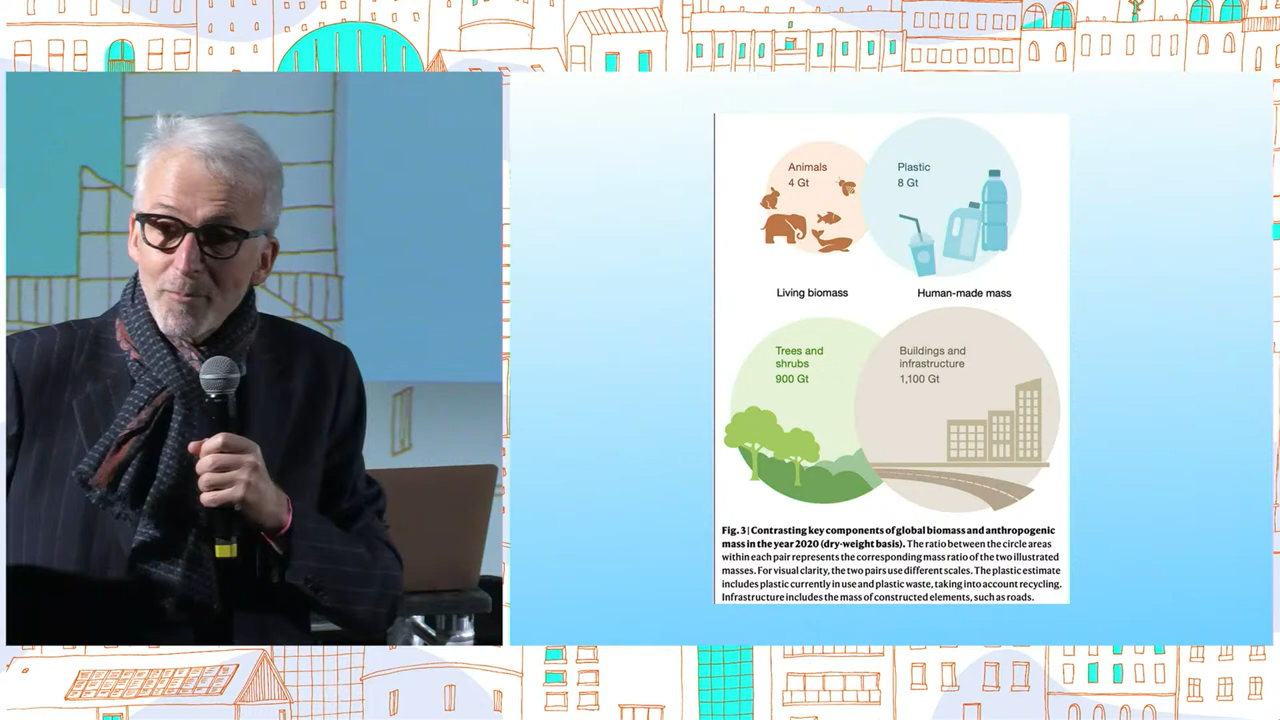 Animals
4 Gt
Plastic
8 Gt
Living biomass
Human-made mass
Trees and
shrubs
900 Gt
Buildings and
infrastructure
1,100 Gt
Fig. 3 | Contrasting key components of global biomass and anthropogenic
mass in the year 2020 (dry-weight basis). The ratio between the circle areas
within each pair represents the corresponding mass ratio of the two illustrated
masses. For visual clarity, the two pairs use different scales. The plastic estimate
includes plastic currently in use and plastic waste, taking into account recycling.
Infrastructure includes the mass of constructed elements, such as roads.